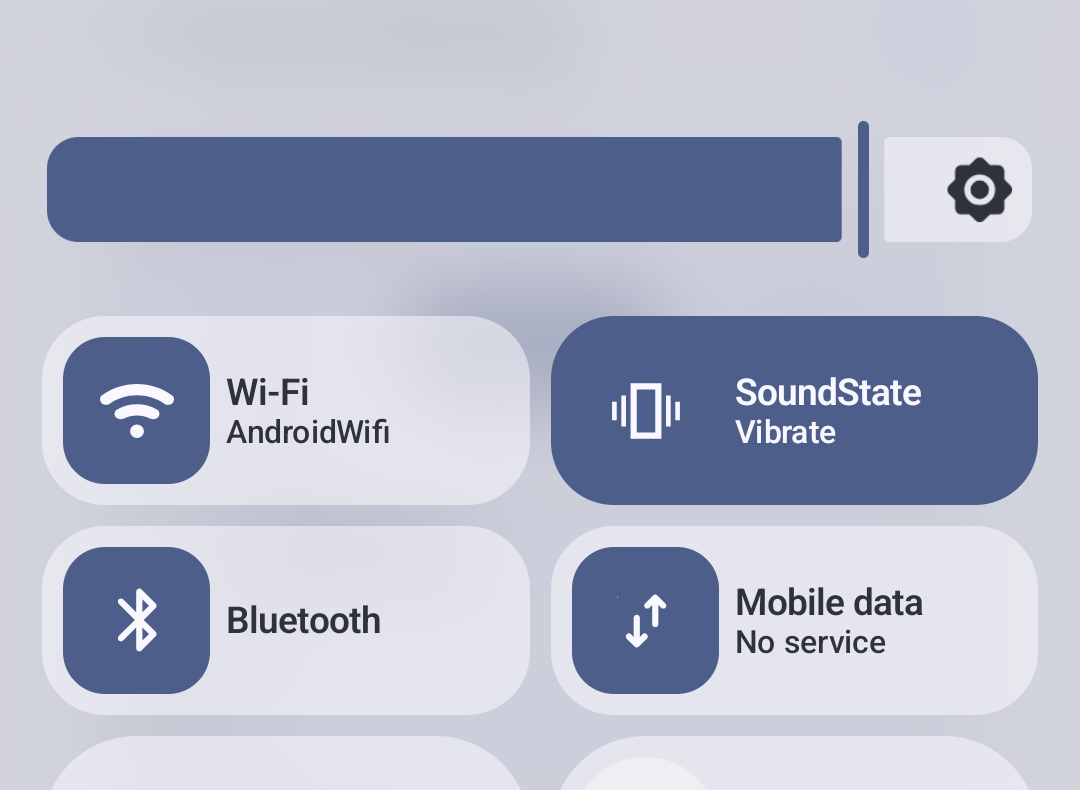 Wi-Fi
AndroidWifi
SoundState
Vibrate
Bluetooth
Mobile data
No service